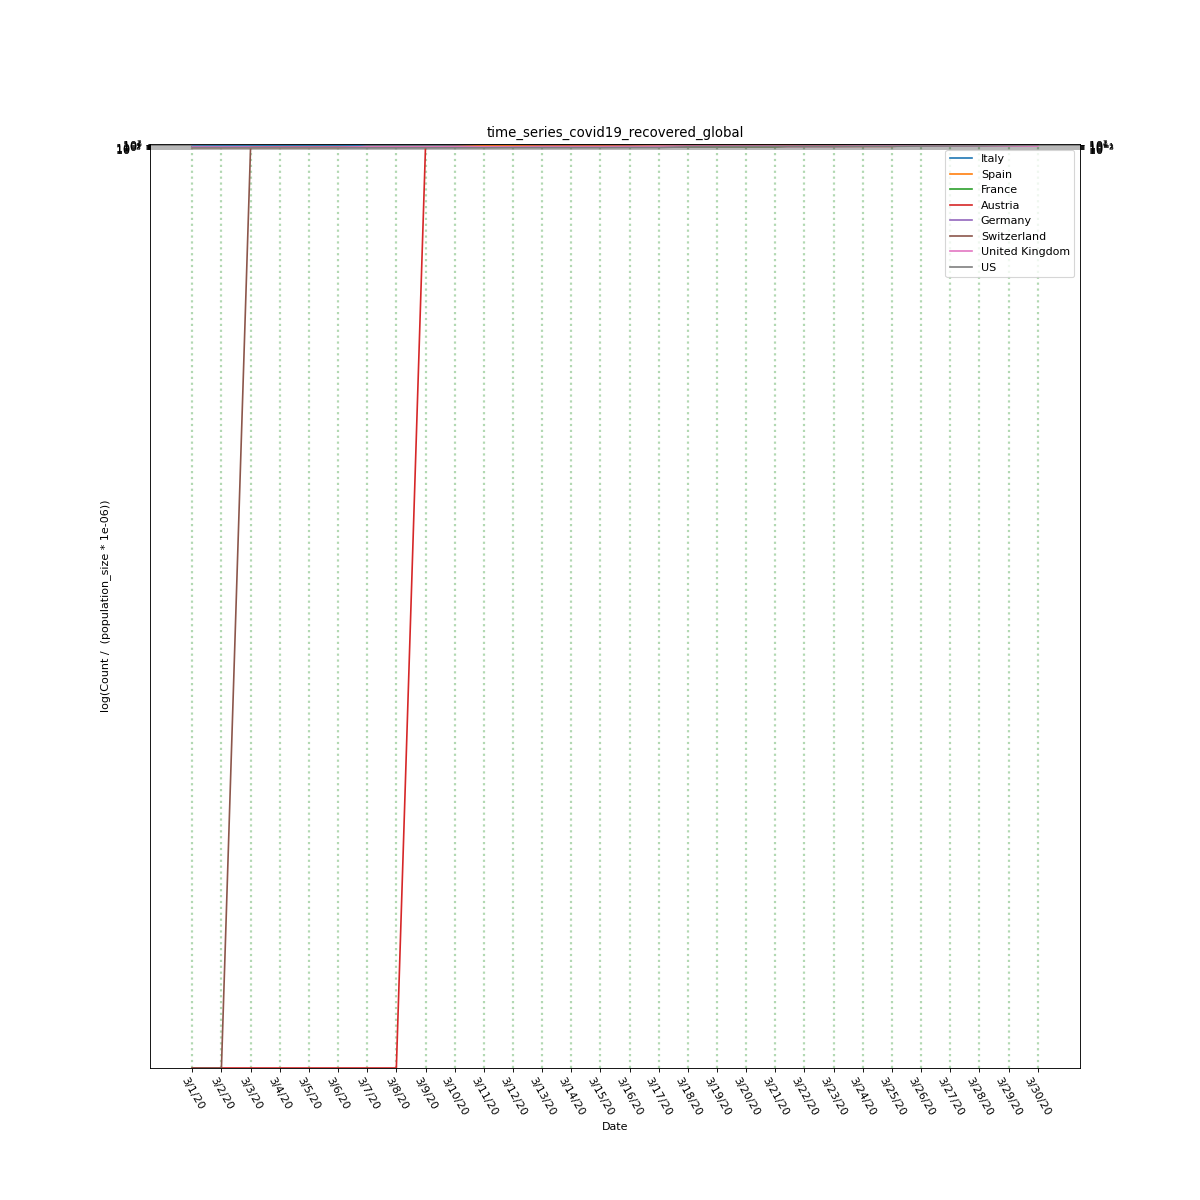 time_series_covid19_recovered_global
Italy
Spain
France
Austria
Germany
Switzerland
United Kingdom
US
log(Count /  (population_size * 1e-06))
3/1/20
3/2/20
3/3/20
3/4/20
3/5/20
3/6/20
3/7/20
3/8/20
3/9/20
3/10/20
3/11/20
3/12/20
3/13/20
3/14/20
3/15/20
3/16/20
3/17/20
3/18/20
3/19/20
3/20/20
3/21/20
3/22/20
3/23/20
3/24/20
3/25/20
3/26/20
3/27/20
3/28/20
3/29/20
3/30/20
Date